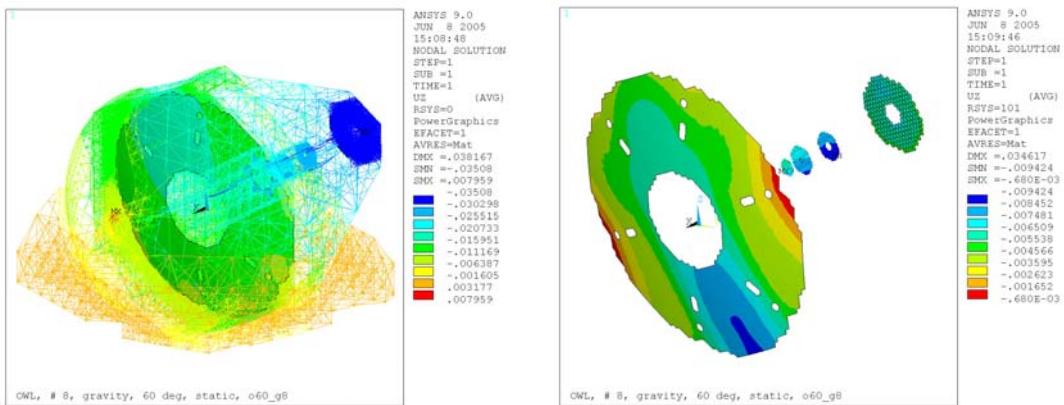 1
ANSYS 9.0
JUN 8 2005
15:08:48
NODAL SOLUTION
STEP=1
SUB =1
TIME=1
UZ (AVG)
RSYS=0
PowerGraphics
EFACET=1
AVRES=Mat
DMX =.038167
SMN =-.03508
SMX =.007959
-.03508
-.030298
-.025515
-.020733
-.015951
-.011169
-.006387
-.001605
.003177
.007959
MX
OWL, # 8, gravity, 60 deg, static, o60_g8
1
ANSYS 9.0
JUN 8 2005
15:09:46
NODAL SOLUTION
STEP=1
SUB =1
TIME=1
UZ (AVG)
RSYS=101
PowerGraphics
EFACET=1
AVRES=Mat
DMX =.034617
SMN =-.009424
SMX =-.680E-03
-.009424
-.008452
-.007481
-.006509
-.005538
-.004566
-.003595
-.002623
-.001652
-.680E-03
X
OWL, # 8, gravity, 60 deg, static, o60_g8